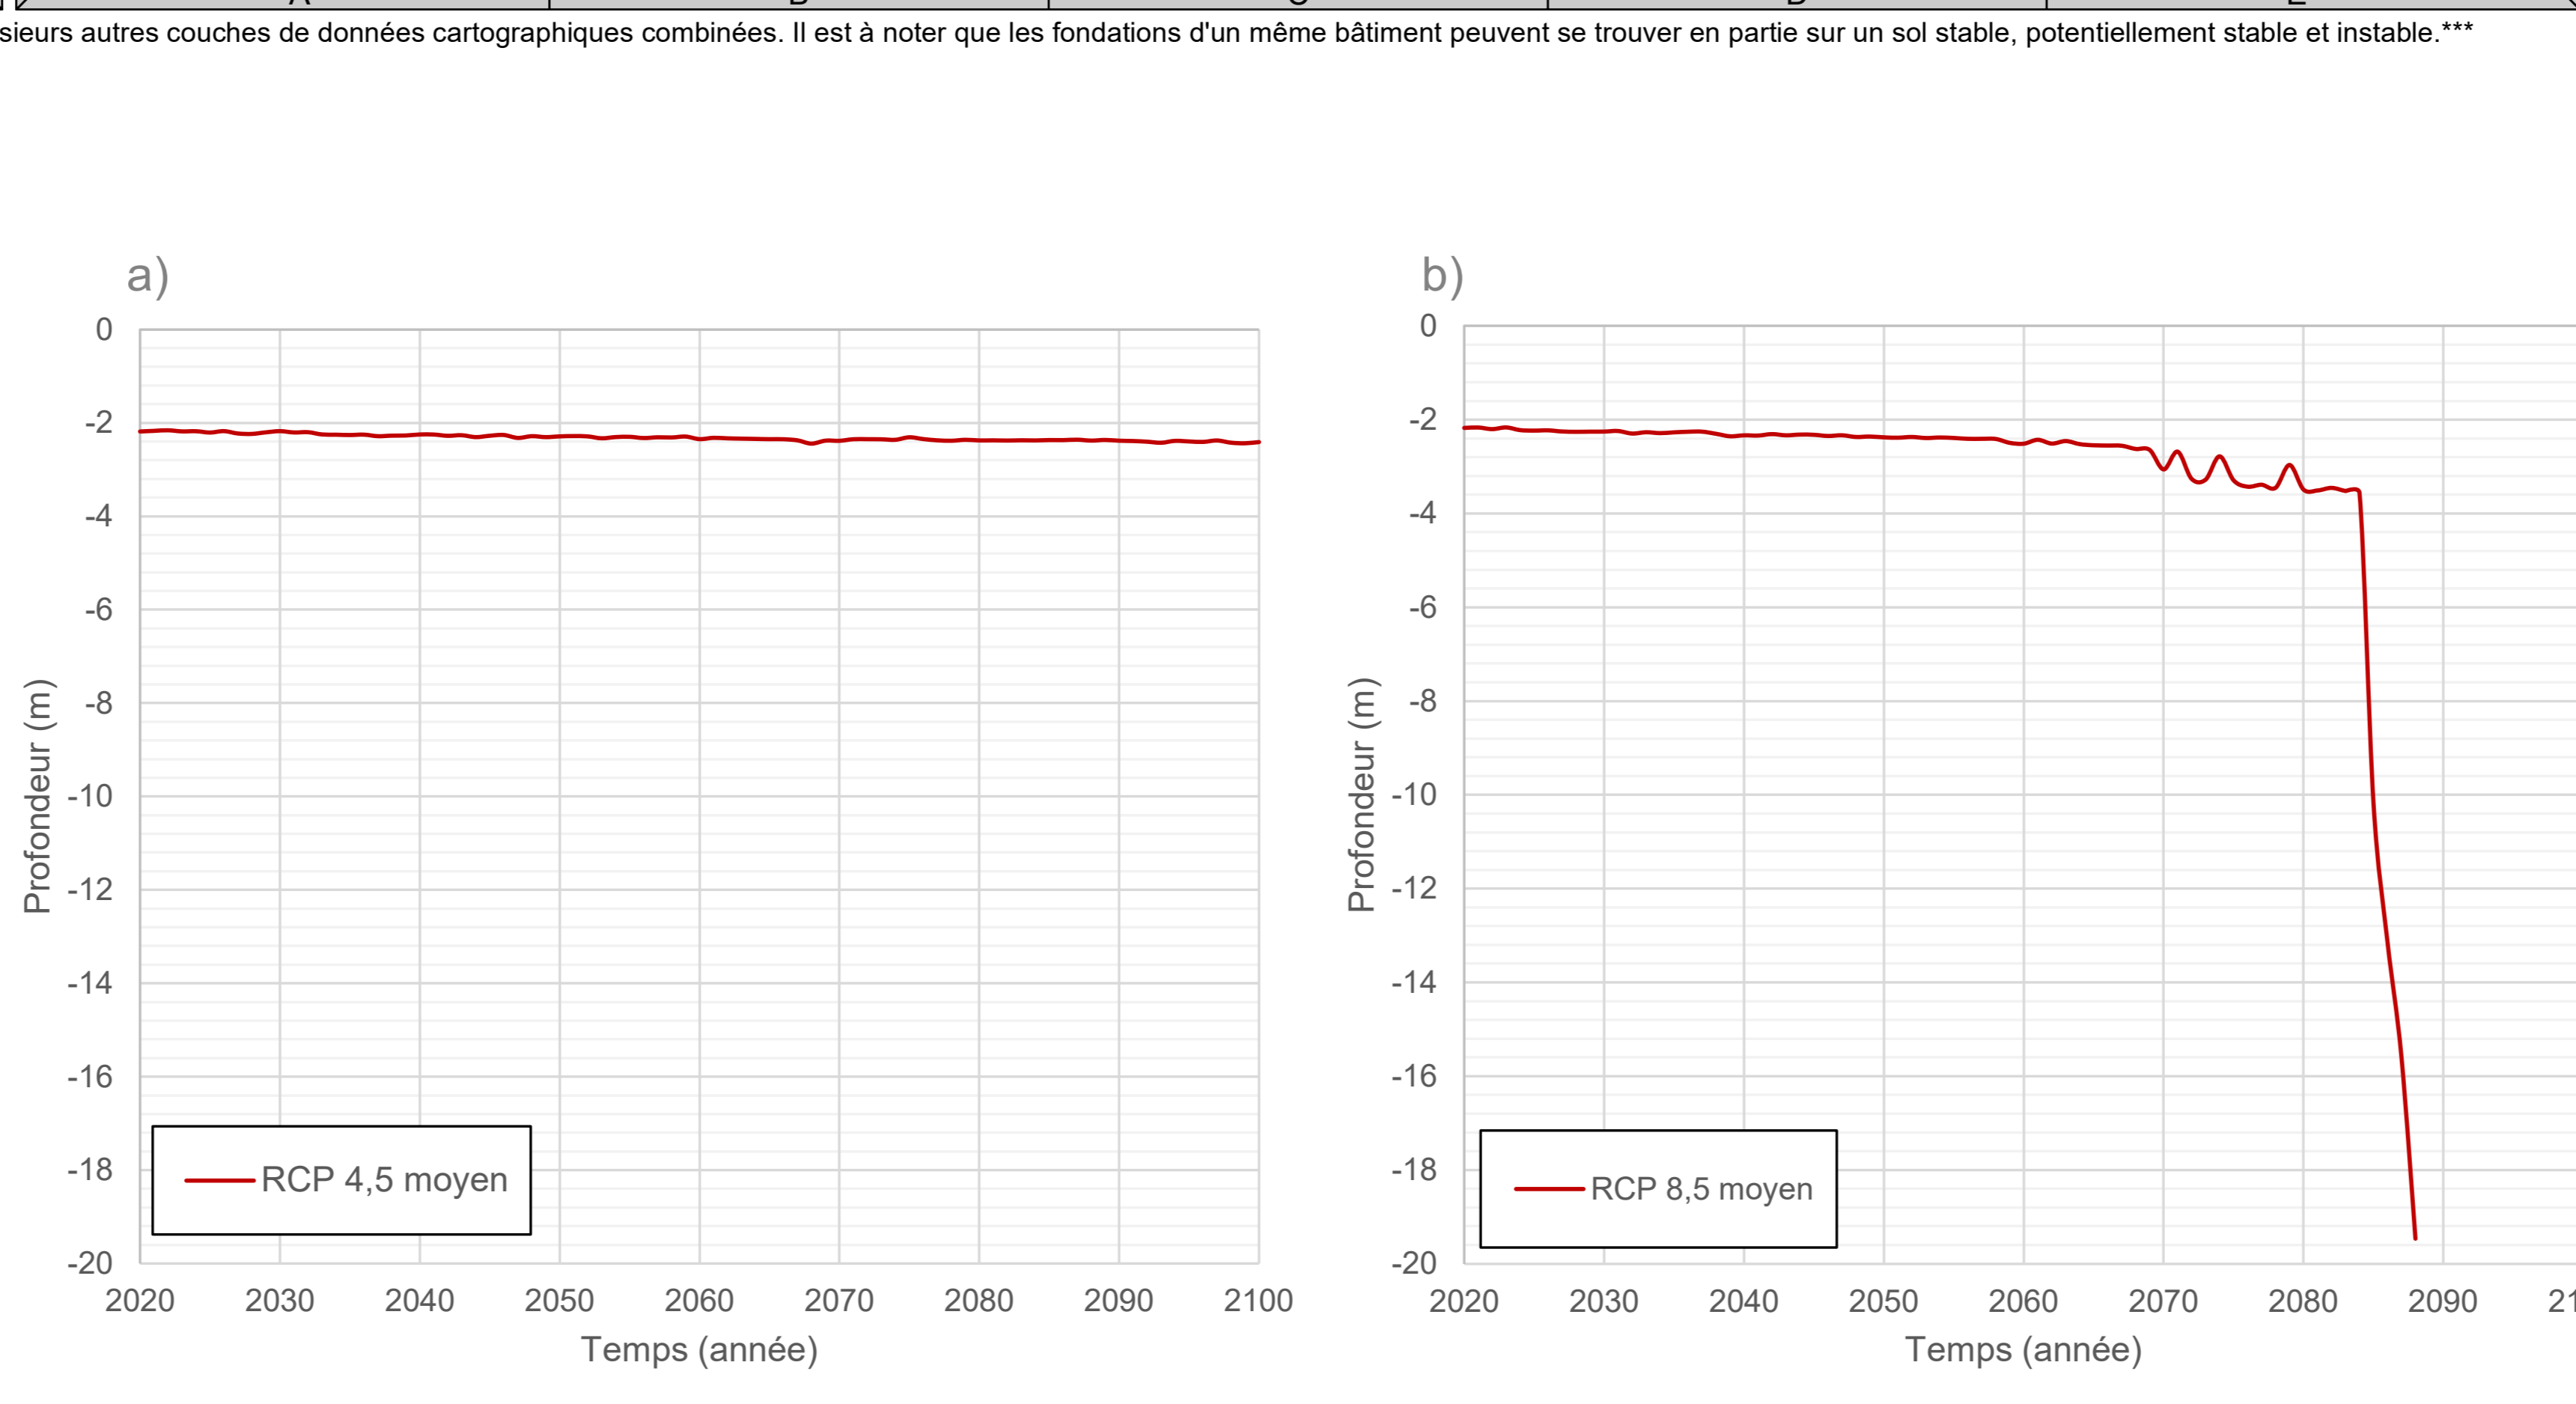 sieurs autres couches de données cartographiques combinées. Il est à noter que les fondations d'un même bâtiment peuvent se trouver en partie sur un sol stable, potentiellement stable et instable.***
a)
0
-2
-4
-6
-8
-10
-12
-14
-16
-18
-20
Profondeur (m)
RCP 4,5 moyen
2020 2030 2040 2050 2060 2070 2080 2090 2100
Temps (année)
b)
0
-2
-4
-6
-8
-10
-12
-14
-16
-18
-20
Profondeur (m)
RCP 8,5 moyen
2020 2030 2040 2050 2060 2070 2080 2090
Temps (année)